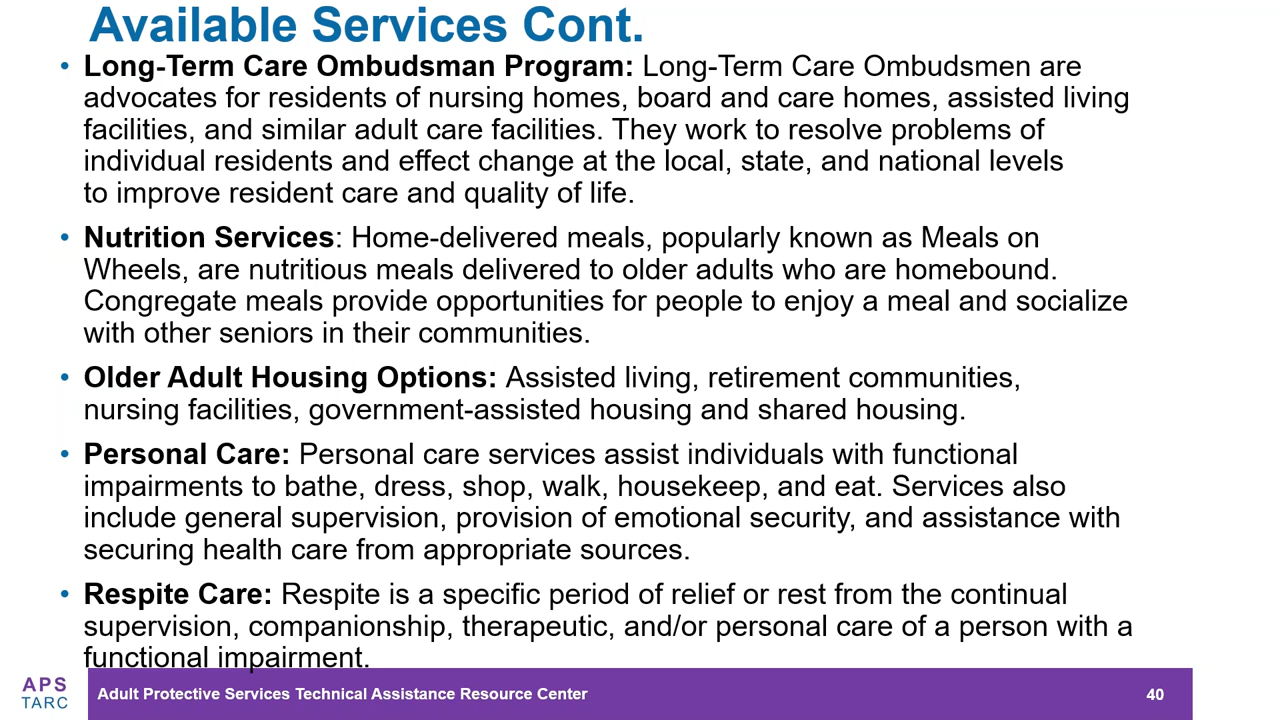 Available Services Cont.
• Long-Term Care Ombudsman Program: Long-Term Care Ombudsmen are
advocates for residents of nursing homes, board and care homes, assisted living
facilities, and similar adult care facilities. They work to resolve problems of
individual residents and effect change at the local, state, and national levels
to improve resident care and quality of life.
• Nutrition Services: Home-delivered meals, popularly known as Meals on
Wheels, are nutritious meals delivered to older adults who are homebound.
Congregate meals provide opportunities for people to enjoy a meal and socialize
with other seniors in their communities.
• Older Adult Housing Options: Assisted living, retirement communities,
nursing facilities, government-assisted housing and shared housing.
• Personal Care: Personal care services assist individuals with functional
impairments to bathe, dress, shop, walk, housekeep, and eat. Services also
include general supervision, provision of emotional security, and assistance with
securing health care from appropriate sources.
• Respite Care: Respite is a specific period of relief or rest from the continual
supervision, companionship, therapeutic, and/or personal care of a person with a
functional impairment.
APS
TARC
Adult Protective Services Technical Assistance Resource Center
40